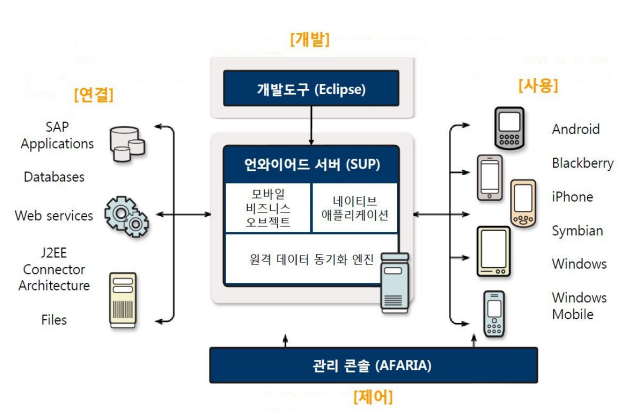 [개발]
개발도구 (Eclipse)
[연결]
SAP
Applications
Databases
Web services
J2EE
Connector
Architecture
Files
언와이어드 서버 (SUP)
모바일
비즈니스
오브젝트
네이티브
애플리케이션
원격 데이터 동기화 엔진
[사용]
Android
Blackberry
iPhone
Symbian
Windows
Windows
Mobile
관리 콘솔 (AFARIA)
[제어]